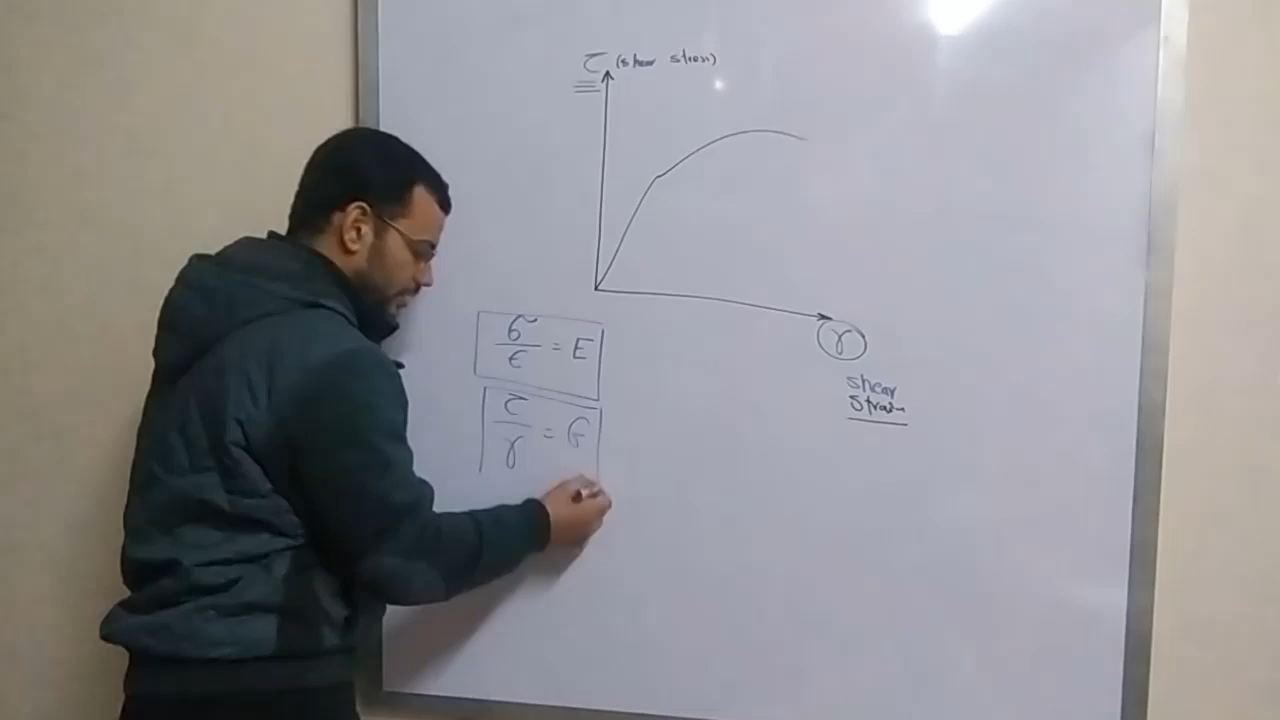 τ (shear stress)
σ/ε = E
γ
shear
strain
τ/γ = G